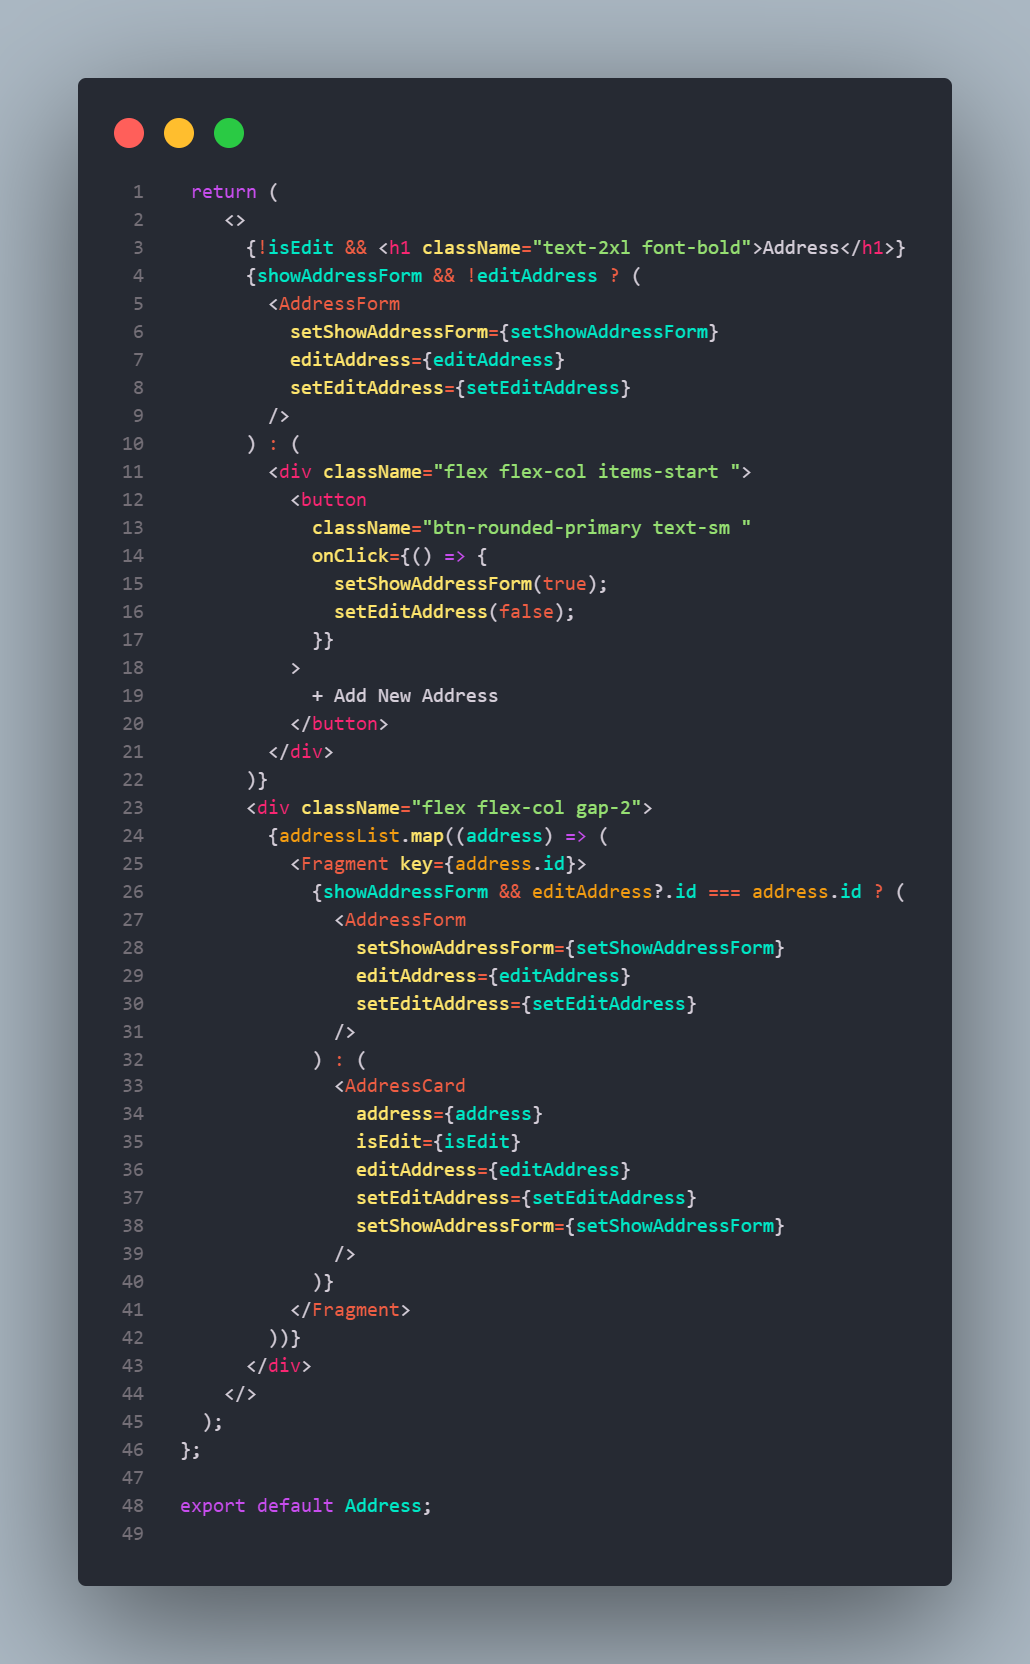 1 return (
2 <>
3 {!isEdit && <h1 className="text-2xl font-bold">Address</h1>}
4 {showAddressForm && !editAddress ? (
5 <AddressForm
6 setShowAddressForm={setShowAddressForm}
7 editAddress={editAddress}
8 setEditAddress={setEditAddress}
9 />
10 ) : (
11 <div className="flex flex-col items-start ">
12 <button
13 className="btn-rounded-primary text-sm "
14 onClick={() => {
15 setShowAddressForm(true);
16 setEditAddress(false);
17 }}
18 >
19 + Add New Address
20 </button>
21 </div>
22 )}
23 <div className="flex flex-col gap-2">
24 {addressList.map((address) => (
25 <Fragment key={address.id}>
26 {showAddressForm && editAddress?.id === address.id ? (
27 <AddressForm
28 setShowAddressForm={setShowAddressForm}
29 editAddress={editAddress}
30 setEditAddress={setEditAddress}
31 />
32 ) : (
33 <AddressCard
34 address={address}
35 isEdit={isEdit}
36 editAddress={editAddress}
37 setEditAddress={setEditAddress}
38 setShowAddressForm={setShowAddressForm}
39 />
40 )}
41 </Fragment>
42 ))}
43 </div>
44 </>
45 );
46 };
47
48 export default Address;
49